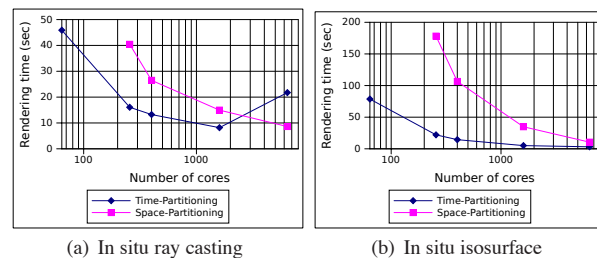 Rendering time (sec)
50
40
30
20
10
0
100
1000
Number of cores
Time-Partitioning
Space-Partitioning
(a) In situ ray casting
Rendering time (sec)
200
150
100
50
0
100
1000
Number of cores
Time-Partitioning
Space-Partitioning
(b) In situ isosurface